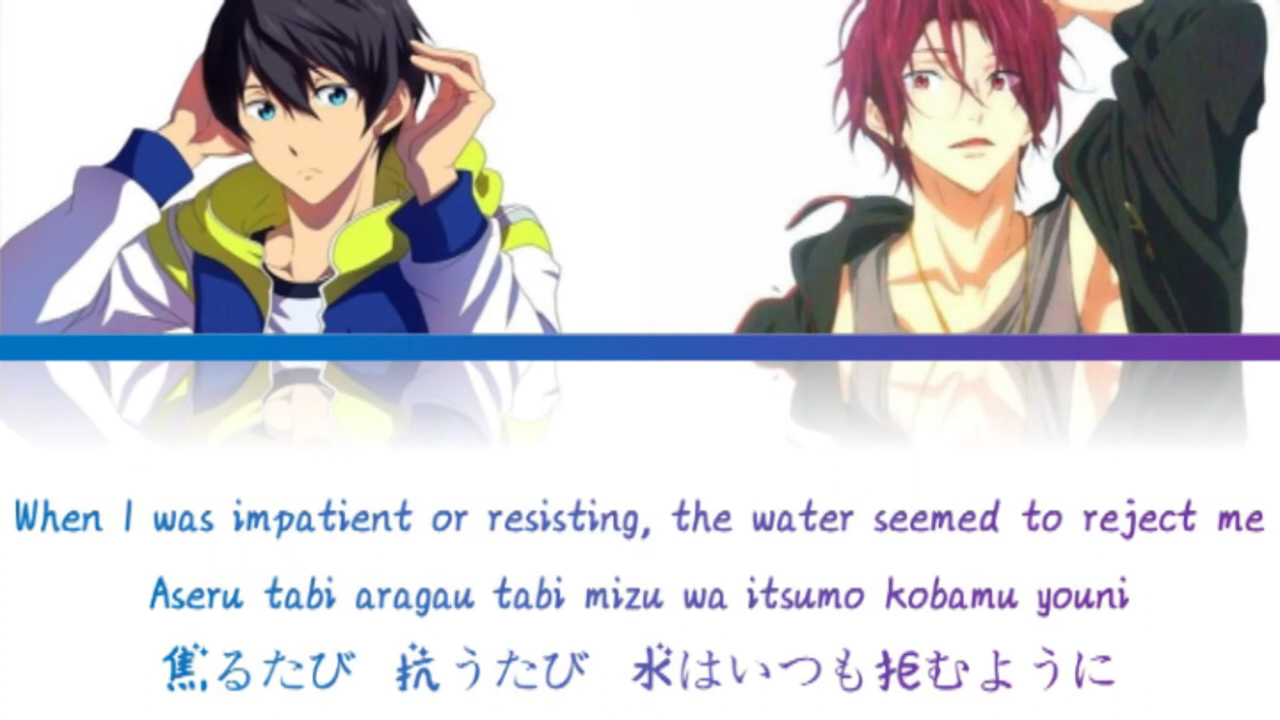 When I was impatient or resisting, the water seemed to reject me
Aseru tabi aragau tabi mizu wa itsumo kobamu youni
焦るたび 抗うたび 水はいつも拒むように